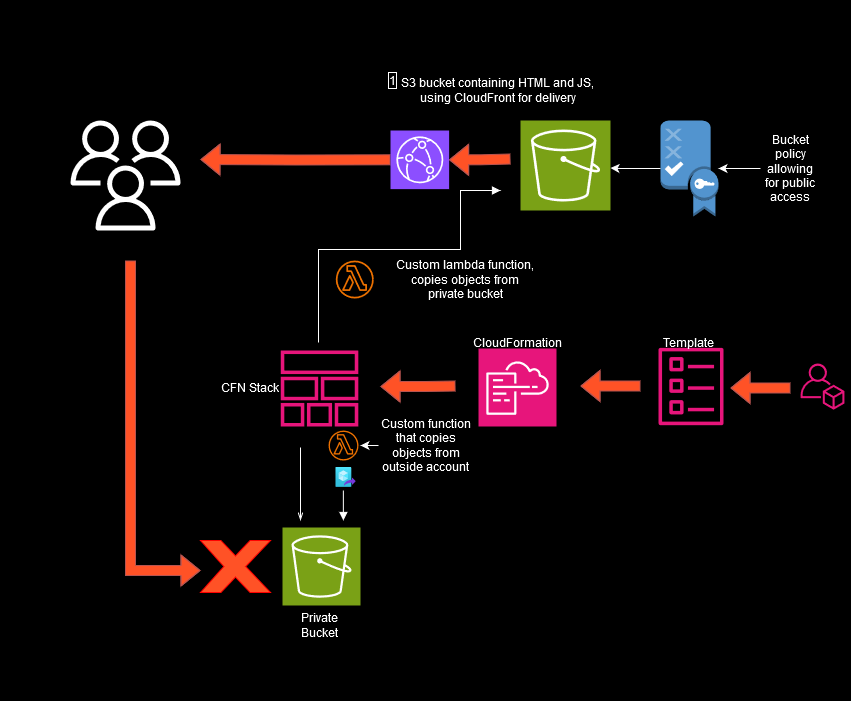 1 S3 bucket containing HTML and JS,
using CloudFront for delivery
Bucket
policy
allowing
for public
access
Custom lambda function,
copies objects from
private bucket
CloudFormation
Template
CFN Stack
Custom function
that copies
objects from
outside account
Private
Bucket